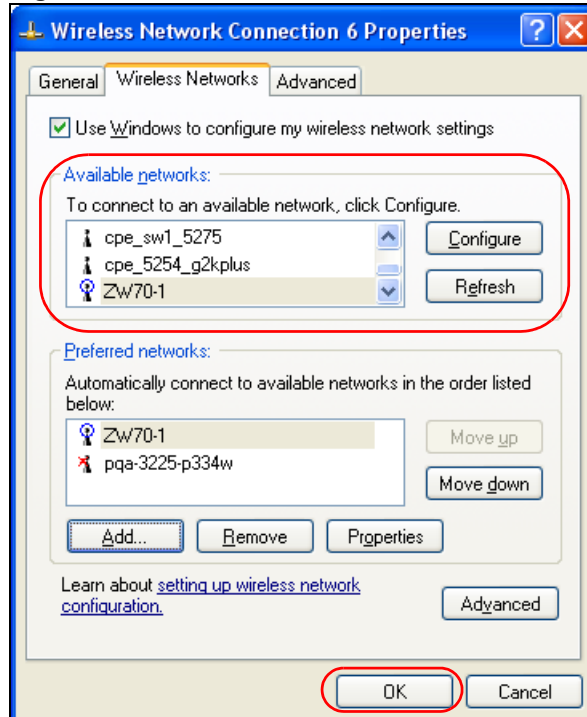 Wireless Network Connection 6 Properties
General Wireless Networks Advanced
Use Windows to configure my wireless network settings
Available networks:
To connect to an available network, click Configure.
cpe_sw1_5275
Configure
cpe_5254_g2kplus
ZW70-1
Refresh
Preferred networks:
Automatically connect to available networks in the order listed
below:
ZW70-1
Move up
pqa-3225-p334w
Move down
Add... Remove Properties
Learn about setting up wireless network
configuration.
Advanced
OK Cancel